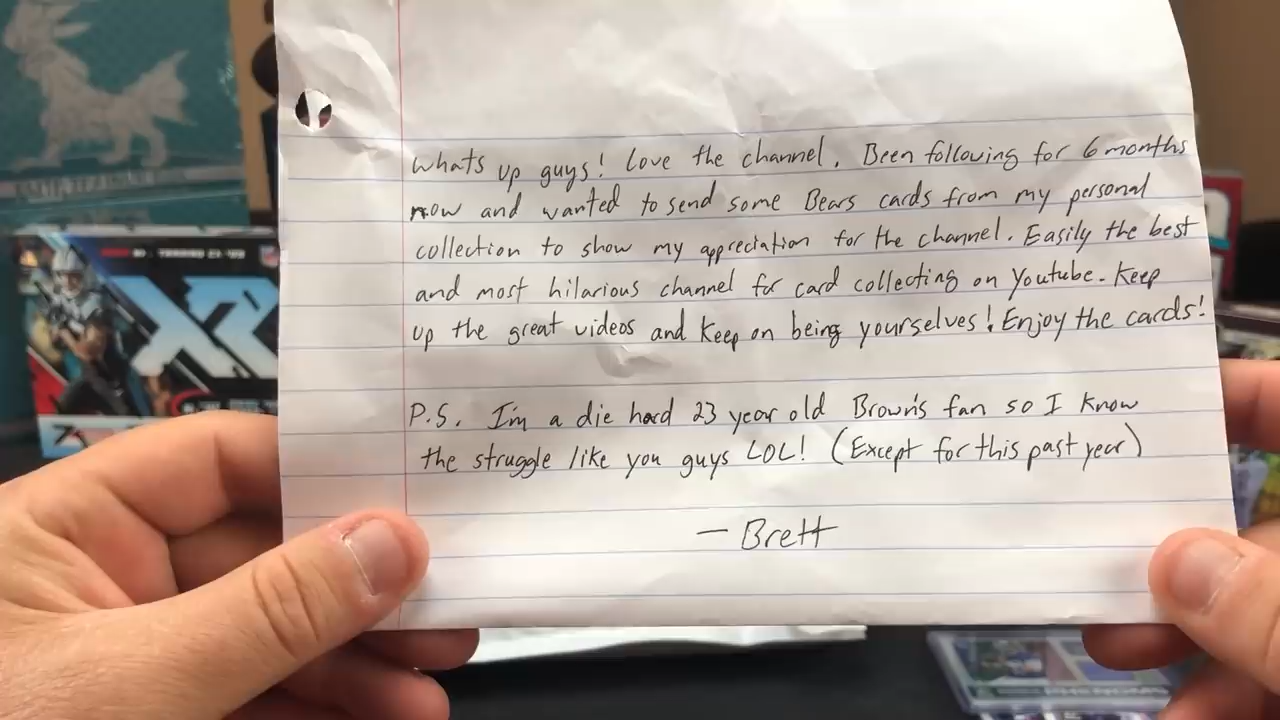 Whats up guys! Love the channel. Been following for 6 months
now and wanted to send some Bears cards from my personal
collection to show my appreciation for the channel. Easily the best
and most hilarious channel for card collecting on Youtube. Keep
up the great videos and keep on being yourselves! Enjoy the cards!
P.S. I'm a die hard 23 year old Brown's fan so I know
the struggle like you guys LOL! (Except for this past year)
- Brett
XR
PHENOMS